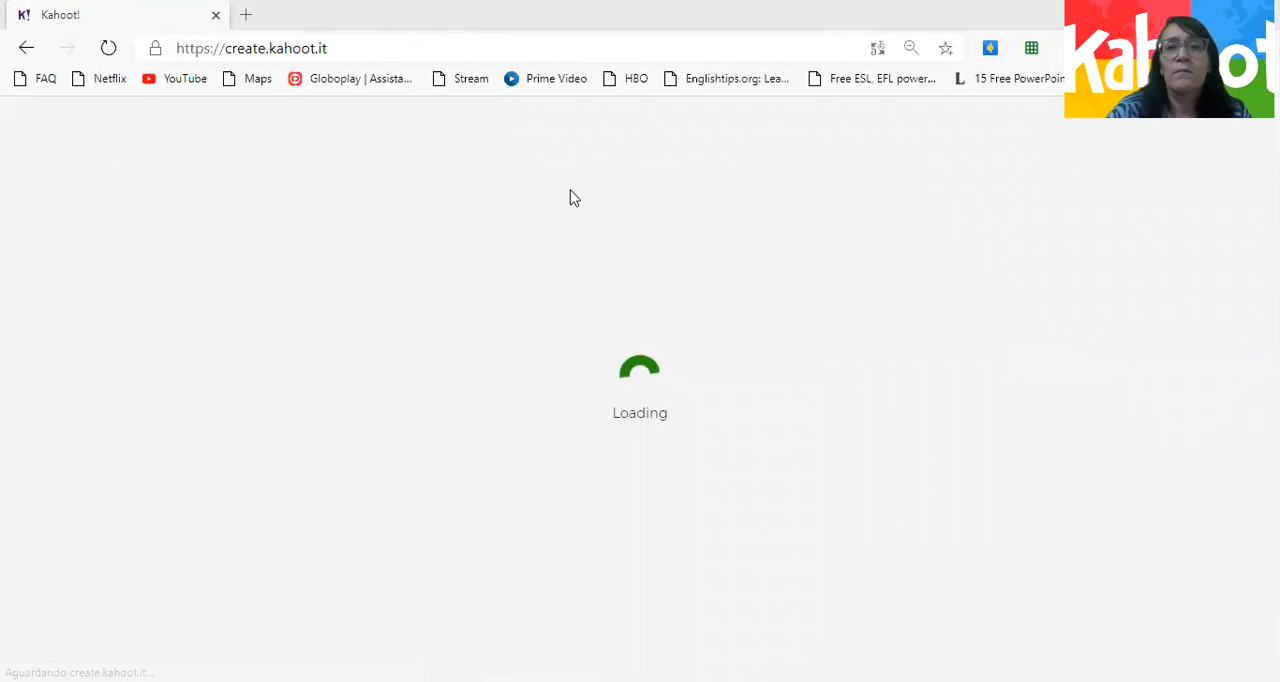 K! Kahoot!
https://create.kahoot.it
FAQ Netflix YouTube Maps Globoplay | Assista... Stream Prime Video HBO Englishtips.org: Lea... Free ESL, EFL power... L 15 Free PowerPoin
Kahoot
Loading
Aguardando create.kahoot.it...